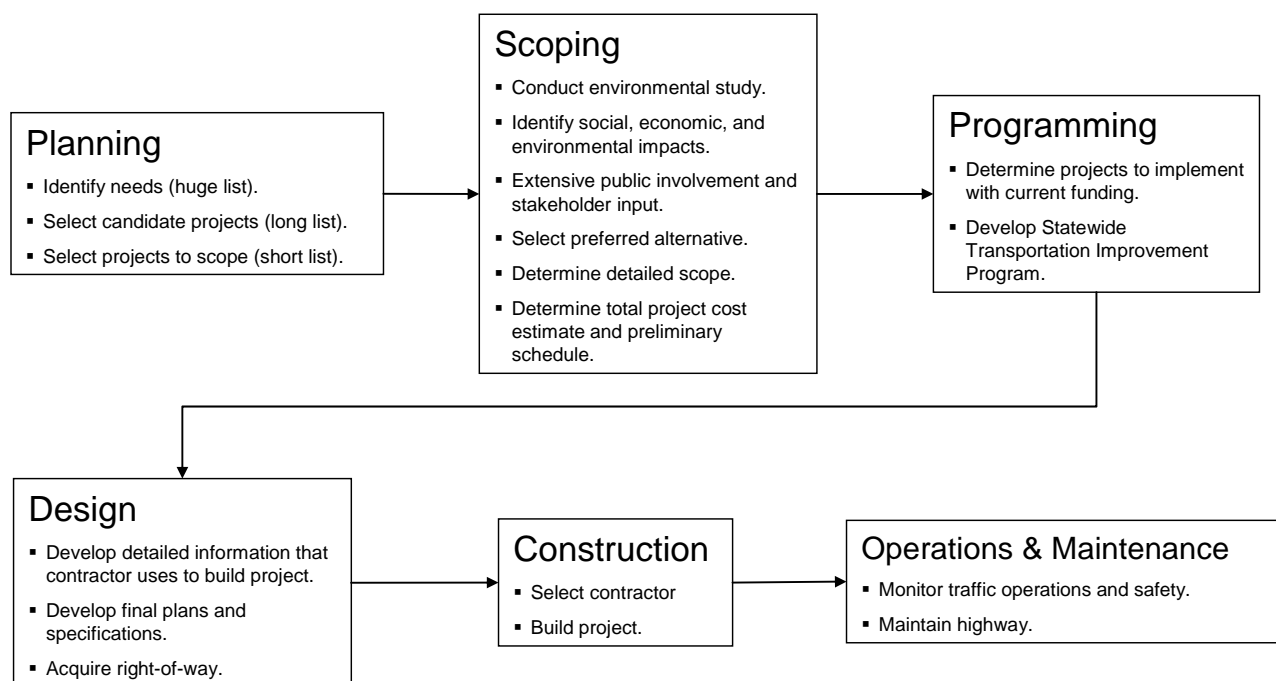 Planning
▪ Identify needs (huge list).
▪ Select candidate projects (long list).
▪ Select projects to scope (short list).
Scoping
▪ Conduct environmental study.
▪ Identify social, economic, and
environmental impacts.
▪ Extensive public involvement and
stakeholder input.
▪ Select preferred alternative.
▪ Determine detailed scope.
▪ Determine total project cost
estimate and preliminary
schedule.
Programming
▪ Determine projects to implement
with current funding.
▪ Develop Statewide
Transportation Improvement
Program.
Design
▪ Develop detailed information that
contractor uses to build project.
▪ Develop final plans and
specifications.
▪ Acquire right-of-way.
Construction
▪ Select contractor
▪ Build project.
Operations & Maintenance
▪ Monitor traffic operations and safety.
▪ Maintain highway.